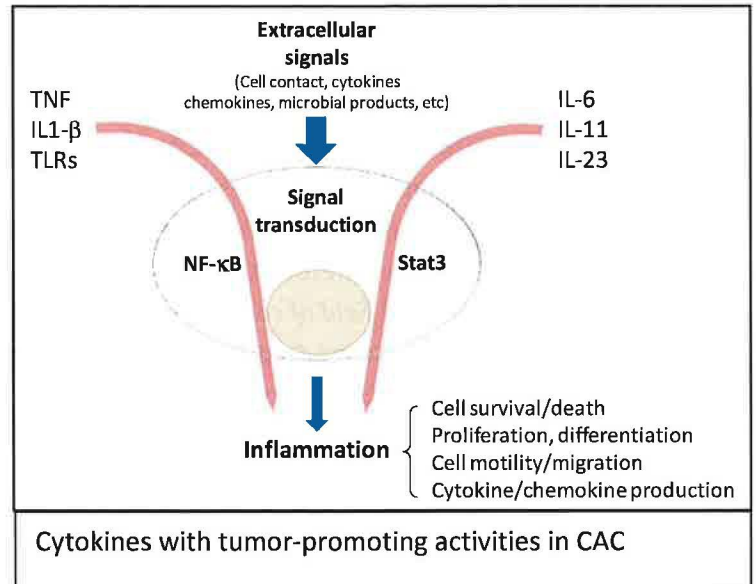 Extracellular
signals
(Cell contact, cytokines
chemokines, microbial products, etc)
TNF
IL1-β
TLRs
IL-6
IL-11
IL-23
Signal
transduction
NF-κB
Stat3
Inflammation
Cell survival/death
Proliferation, differentiation
Cell motility/migration
Cytokine/chemokine production
Cytokines with tumor-promoting activities in CAC